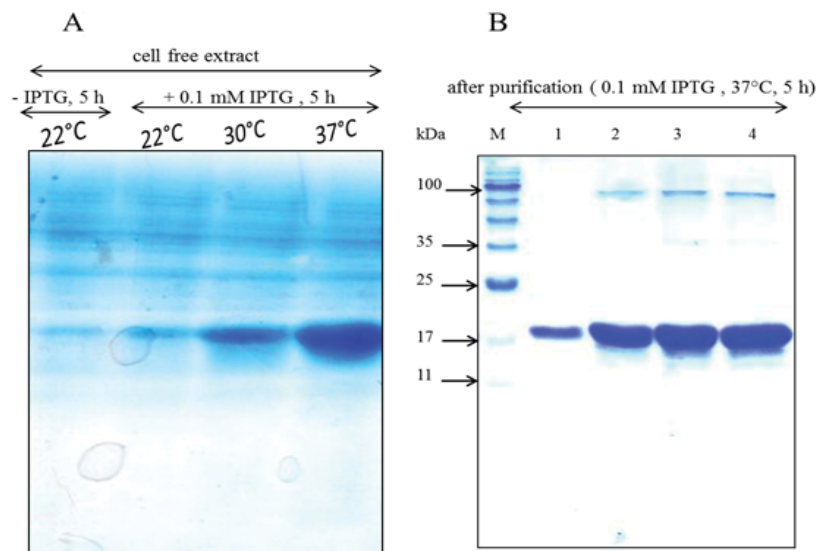 A
cell free extract
- IPTG, 5 h
+ 0.1 mM IPTG , 5 h
22°C
22°C
30°C
37°C
B
after purification ( 0.1 mM IPTG , 37°C, 5 h)
kDa
M
1
2
3
4
100
35
25
17
11